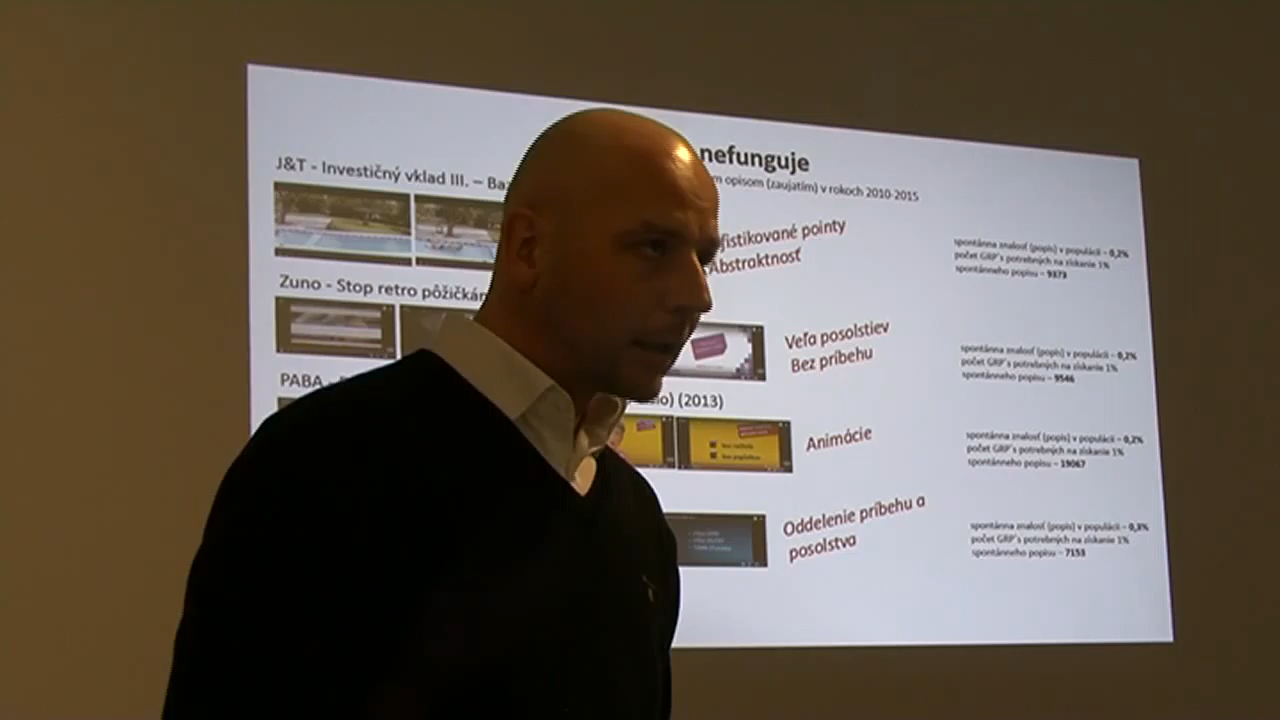 nefunguje
m opisom (zaujatím) v rokoch 2010-2015
J&T - Investičný vklad III. – Ba
fistikované pointy
Abstraktnosť
spontánna znalosť (popis) v populácii – 0,2%
počet GRP´s potrebných na získanie 1%
spontánneho popisu – 9373
Zuno - Stop retro pôžičkám
Veľa posolstiev
Bez príbehu
spontánna znalosť (popis) v populácii – 0,2%
počet GRP´s potrebných na získanie 1%
spontánneho popisu – 9546
PABA -
(2013)
bez ručiteľa
bez poplatkov
Animácie
spontánna znalosť (popis) v populácii – 0,2%
počet GRP´s potrebných na získanie 1%
spontánneho popisu – 19067
Oddelenie príbehu a
posolstva
spontánna znalosť (popis) v populácii – 0,3%
počet GRP´s potrebných na získanie 1%
spontánneho popisu – 7153